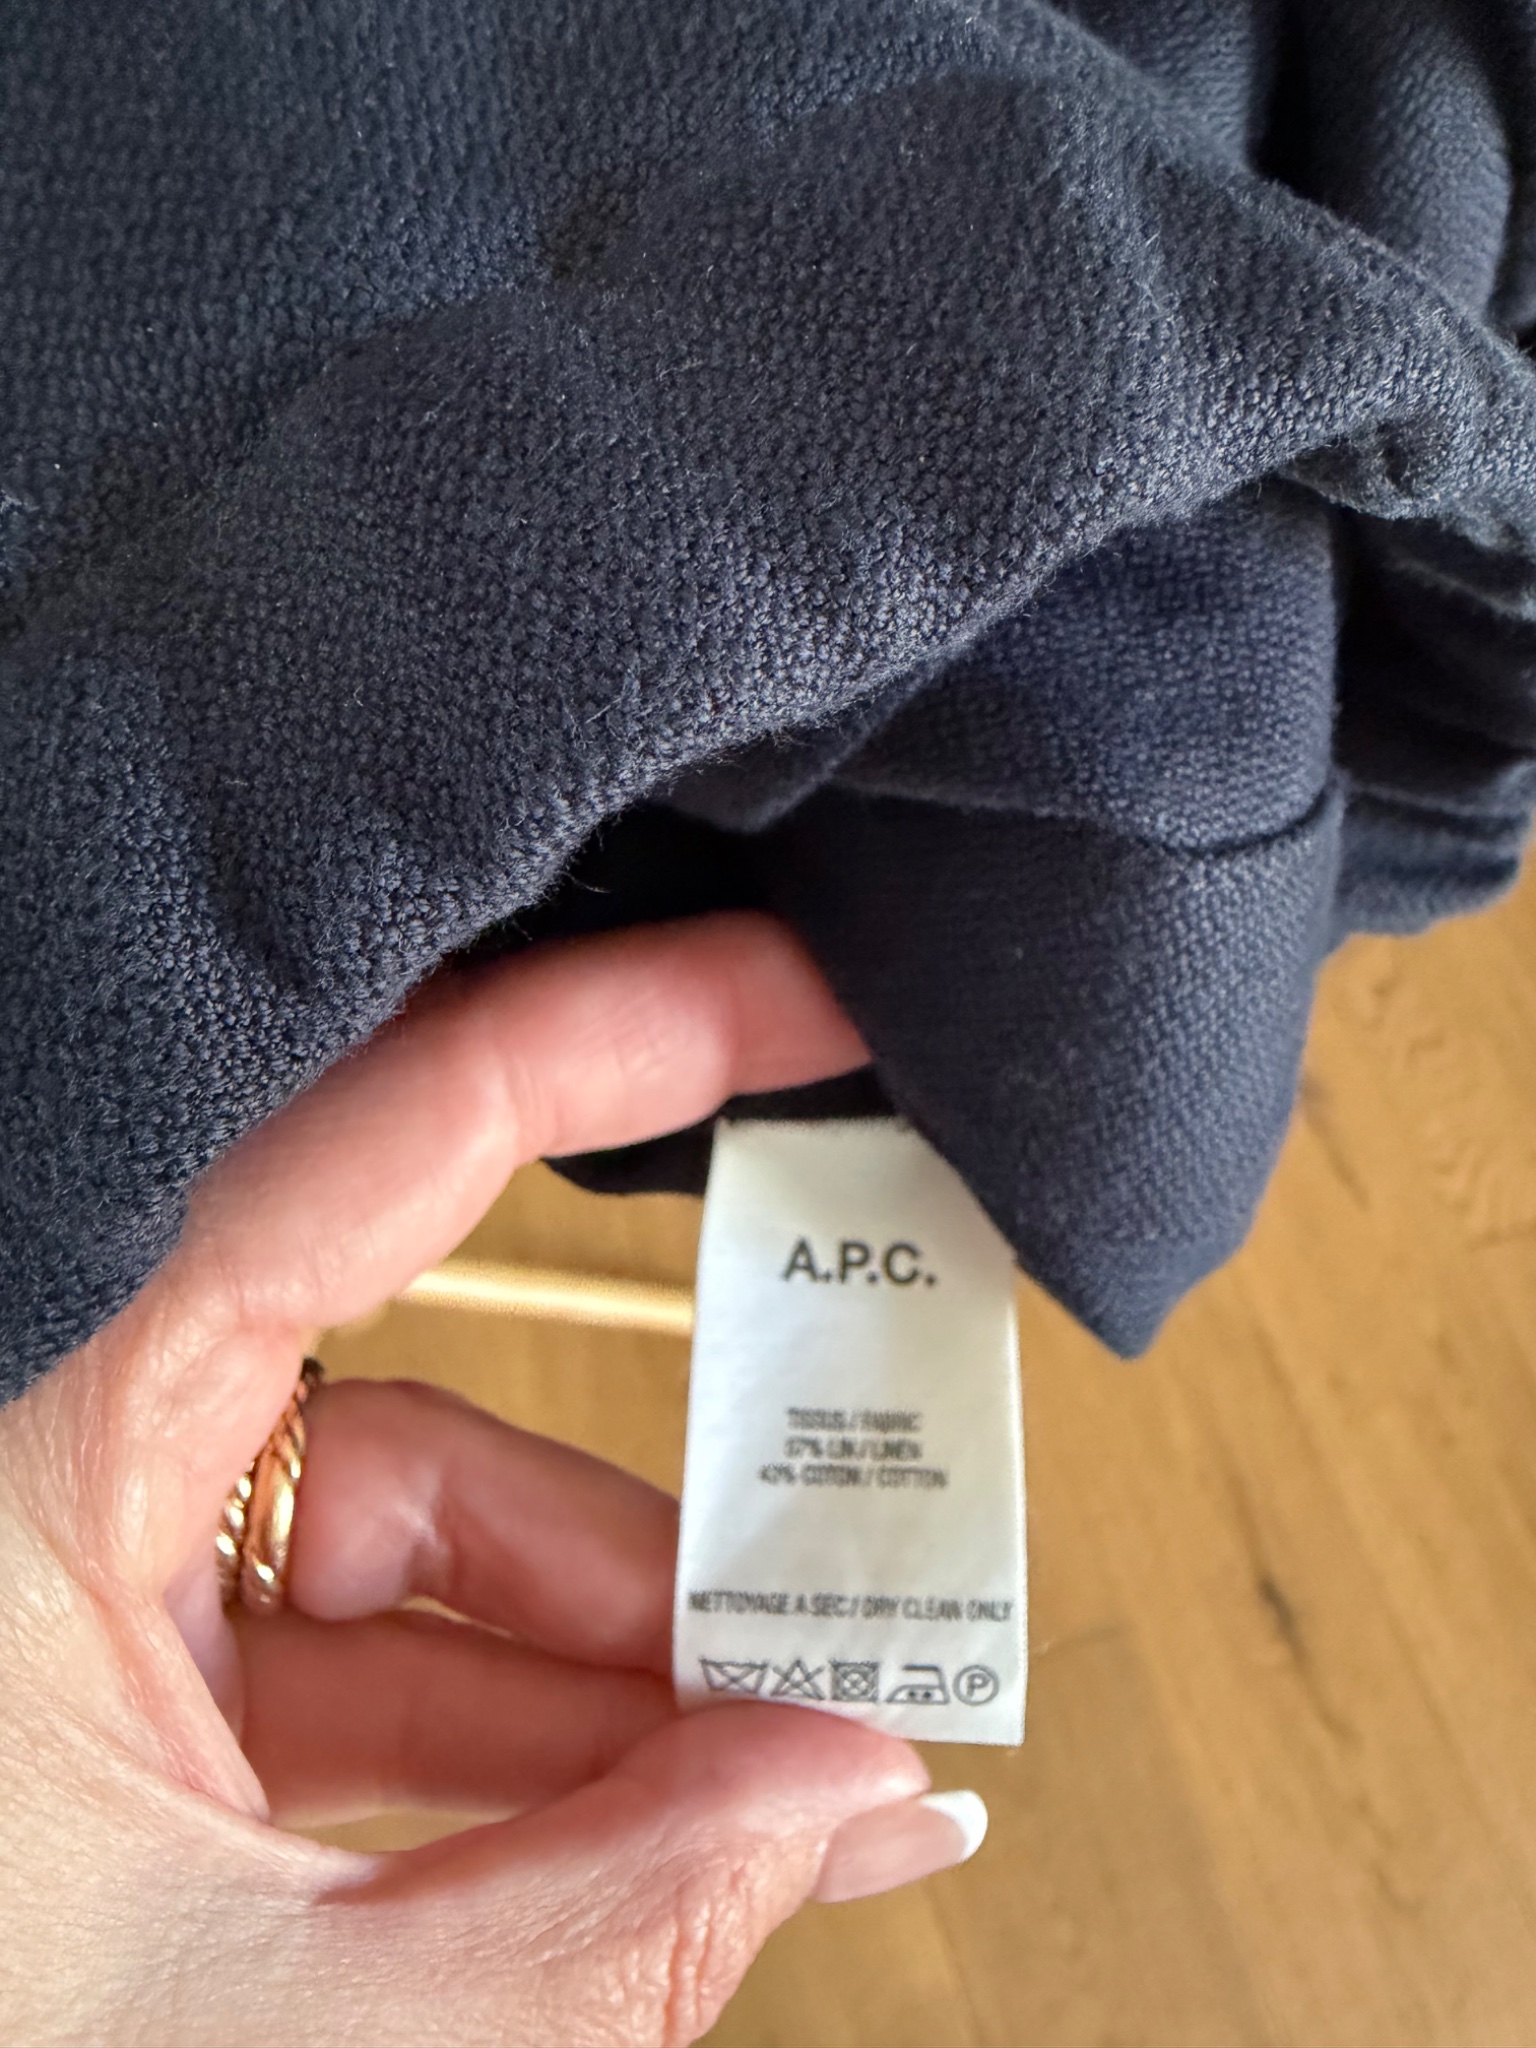 A.P.C.
TISSUS / FABRIC
57% LIN / LINEN
43% COTON / COTTON
NETTOYAGE A SEC / DRY CLEAN ONLY
P